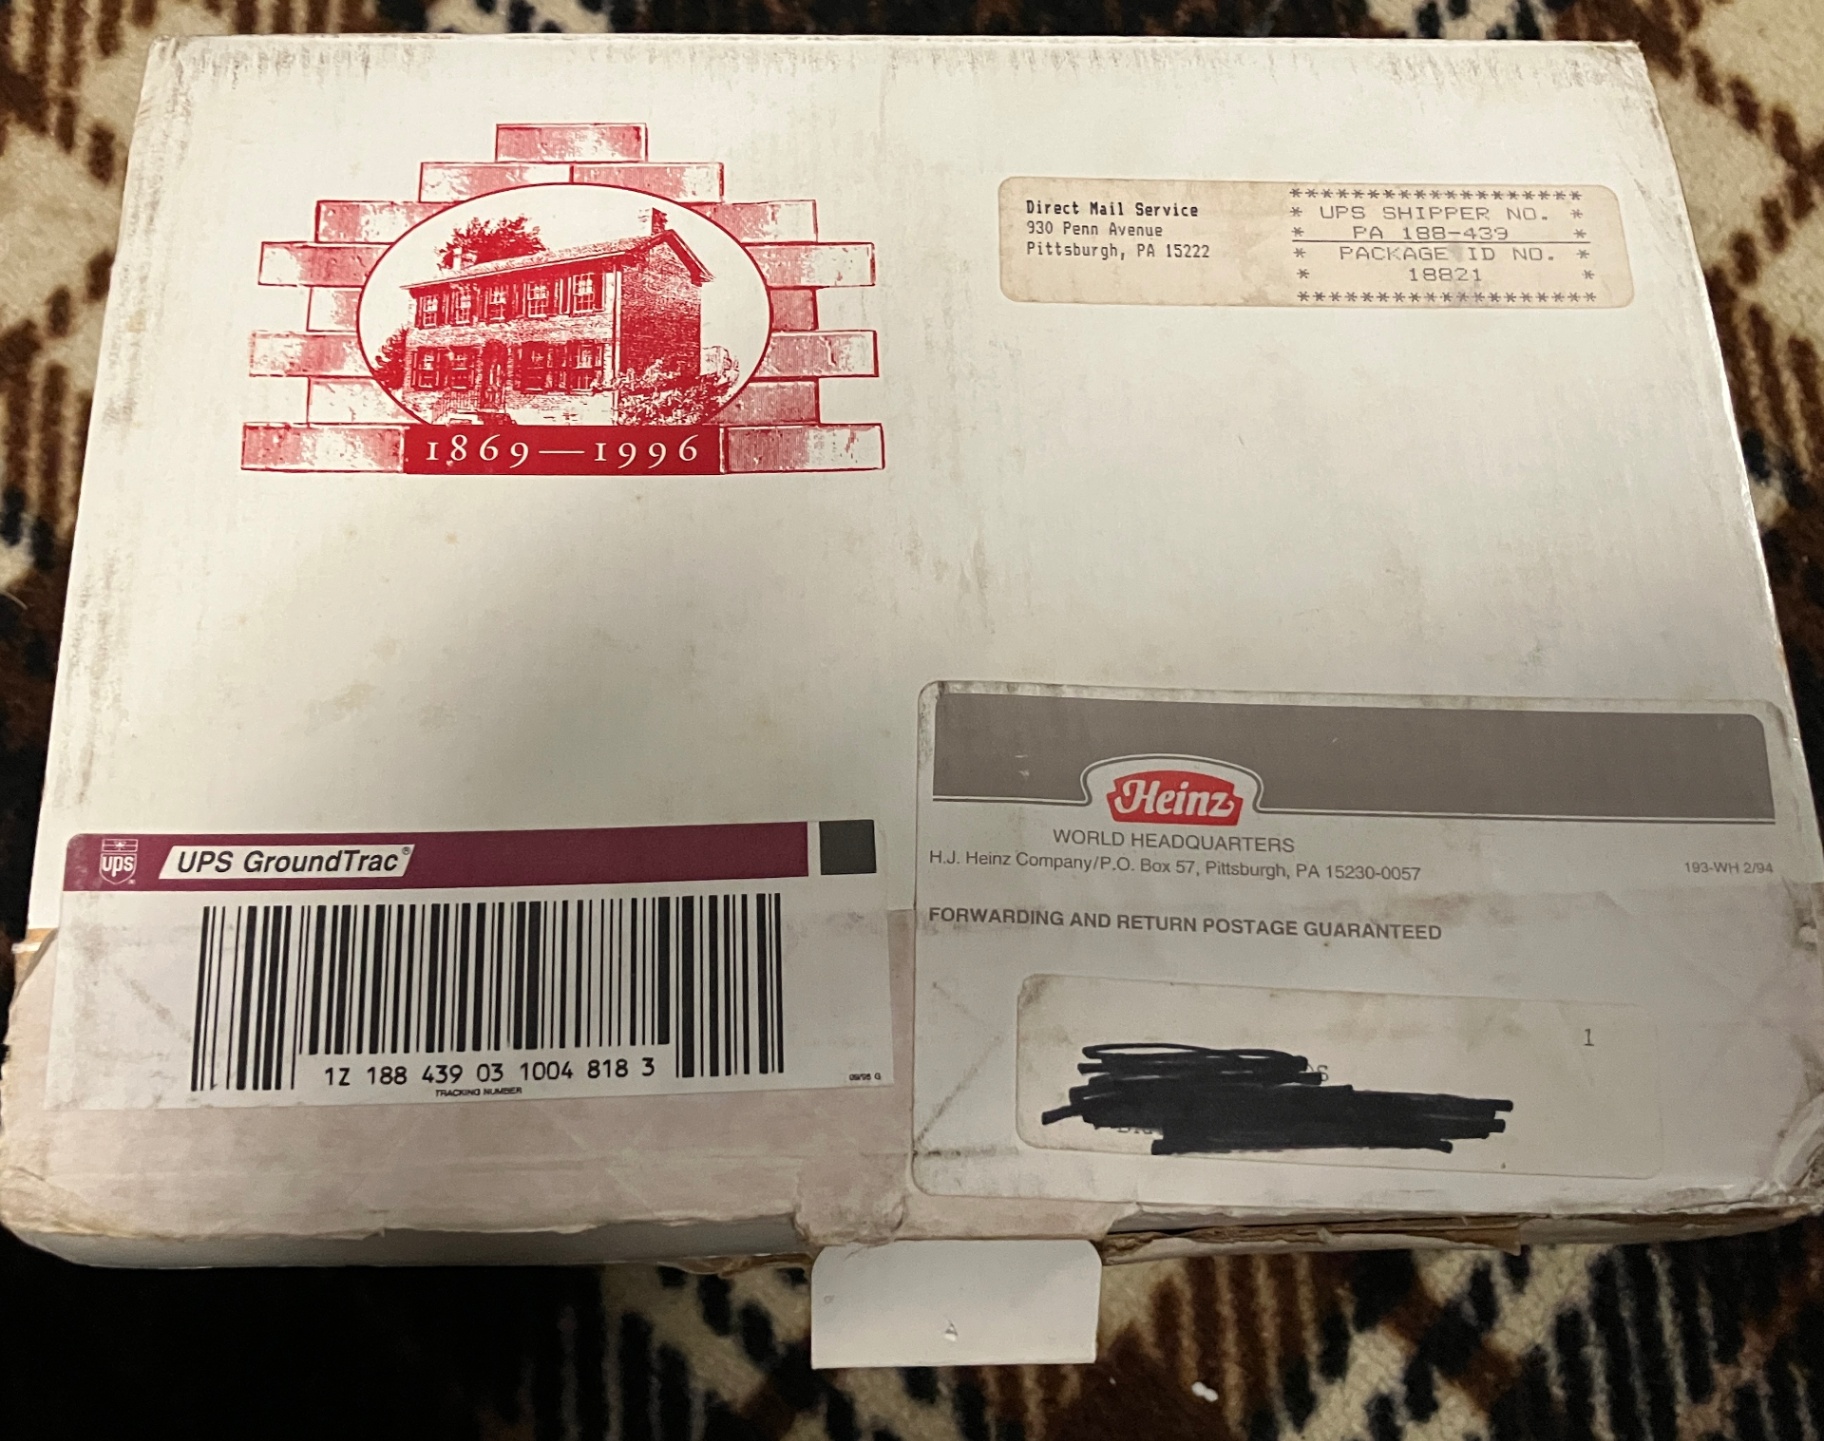 1869—1996
Direct Mail Service
930 Penn Avenue
Pittsburgh, PA 15222
******************
* UPS SHIPPER NO. *
* PA 188-439 *
* PACKAGE ID NO. *
* 18821 *
******************
Heinz
WORLD HEADQUARTERS
H.J. Heinz Company/P.O. Box 57, Pittsburgh, PA 15230-0057
193-WH 2/94
FORWARDING AND RETURN POSTAGE GUARANTEED
1
ups
UPS GroundTrac®
1Z 188 439 03 1004 818 3
TRACKING NUMBER